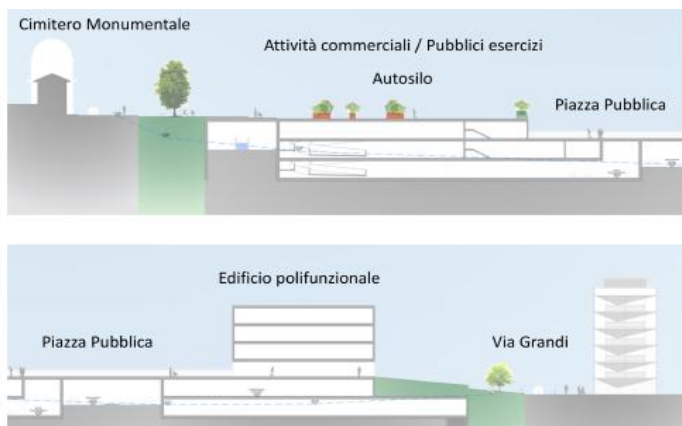 Cimitero Monumentale
Attività commerciali / Pubblici esercizi
Autosilo
Piazza Pubblica
Edificio polifunzionale
Piazza Pubblica
Via Grandi